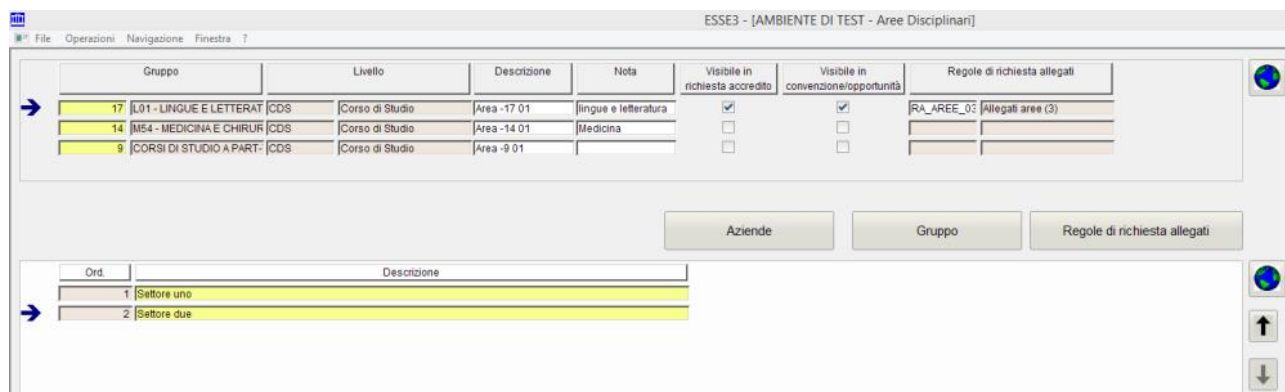 ESSE3 - [AMBIENTE DI TEST - Aree Disciplinari]
File Operazioni Navigazione Finestra ?
Gruppo Livello Descrizione Nota Visibile in richiesta accredito Visibile in convenzione/opportunità Regole di richiesta allegati
17 L01 - LINGUE E LETTERAT CDS Corso di Studio Area -17 01 lingue e letteratura RA_AREE_03 Allegati aree (3)
14 M54 - MEDICINA E CHIRUR CDS Corso di Studio Area -14 01 Medicina
9 CORSI DI STUDIO A PART- CDS Corso di Studio Area -9 01
Aziende Gruppo Regole di richiesta allegati
Ord. Descrizione
1 Settore uno
2 Settore due